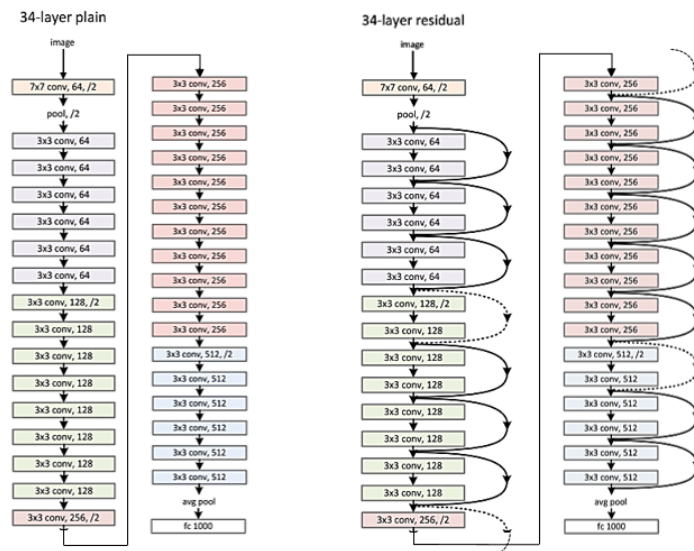 34-layer plain
image
7x7 conv, 64, /2
pool, /2
3x3 conv, 64
3x3 conv, 64
3x3 conv, 64
3x3 conv, 64
3x3 conv, 64
3x3 conv, 64
3x3 conv, 128, /2
3x3 conv, 128
3x3 conv, 128
3x3 conv, 128
3x3 conv, 128
3x3 conv, 128
3x3 conv, 128
3x3 conv, 128
3x3 conv, 256, /2
3x3 conv, 256
3x3 conv, 256
3x3 conv, 256
3x3 conv, 256
3x3 conv, 256
3x3 conv, 256
3x3 conv, 256
3x3 conv, 256
3x3 conv, 256
3x3 conv, 256
3x3 conv, 256
3x3 conv, 512, /2
3x3 conv, 512
3x3 conv, 512
3x3 conv, 512
3x3 conv, 512
3x3 conv, 512
avg pool
fc 1000
34-layer residual
image
7x7 conv, 64, /2
pool, /2
3x3 conv, 64
3x3 conv, 64
3x3 conv, 64
3x3 conv, 64
3x3 conv, 64
3x3 conv, 64
3x3 conv, 128, /2
3x3 conv, 128
3x3 conv, 128
3x3 conv, 128
3x3 conv, 128
3x3 conv, 128
3x3 conv, 128
3x3 conv, 128
3x3 conv, 256, /2
3x3 conv, 256
3x3 conv, 256
3x3 conv, 256
3x3 conv, 256
3x3 conv, 256
3x3 conv, 256
3x3 conv, 256
3x3 conv, 256
3x3 conv, 256
3x3 conv, 256
3x3 conv, 256
3x3 conv, 512, /2
3x3 conv, 512
3x3 conv, 512
3x3 conv, 512
3x3 conv, 512
3x3 conv, 512
avg pool
fc 1000